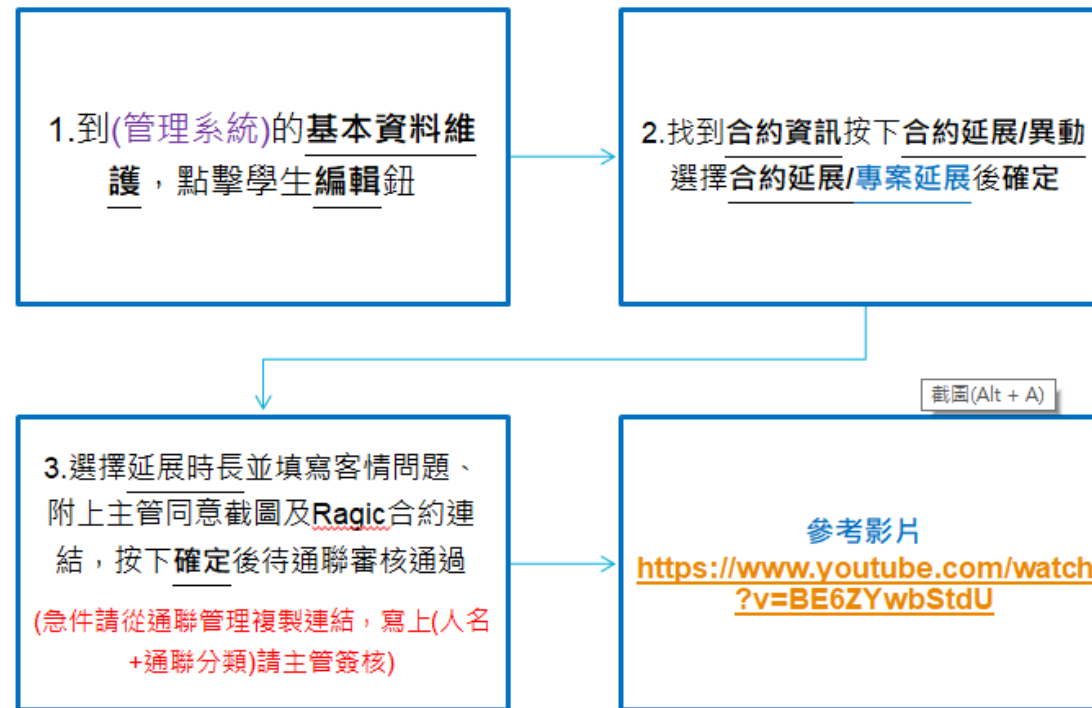 1.到(管理系統)的基本資料維
護，點擊學生編輯鈕
2.找到合約資訊按下合約延展/異動
選擇合約延展/專案延展後確定
截圖(Alt + A)
3.選擇延展時長並填寫客情問題、
附上主管同意截圖及Ragic合約連
結，按下確定後待通聯審核通過
(急件請從通聯管理複製連結，寫上(人名
+通聯分類)請主管簽核)
參考影片
https://www.youtube.com/watch
?v=BE6ZYwbStdU